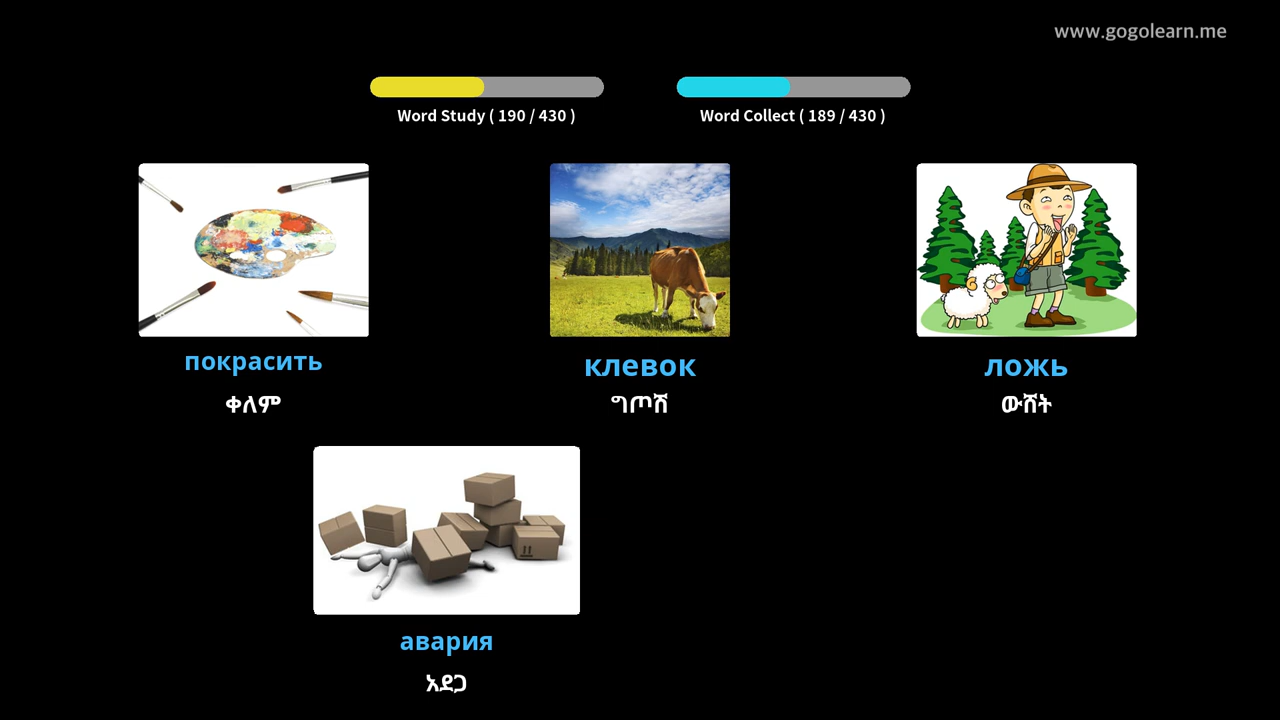 www.gogolearn.me
Word Study ( 190 / 430 )
Word Collect ( 189 / 430 )
покрасить
клевок
ложь
ቀለም
ግጦሽ
ውሸት
авария
አደጋ